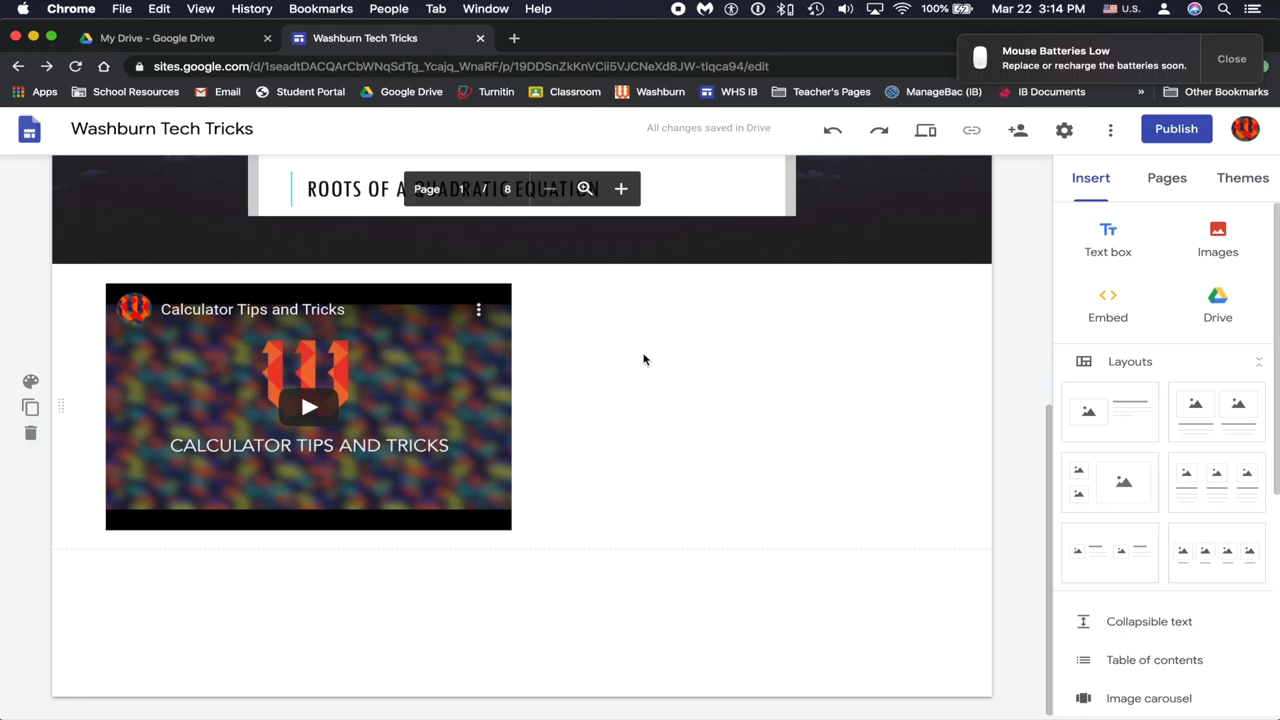 Chrome File Edit View History Bookmarks People Tab Window Help 100% Mar 22 3:14 PM U.S.
My Drive - Google Drive
Washburn Tech Tricks
Mouse Batteries Low
Replace or recharge the batteries soon.
Close
sites.google.com/d/1seadtDACQArCbWNqSdTg_Ycajq_WnaRF/p/19DDSnZkKnVCii5VJCNeXd8JW-tlqca94/edit
Apps School Resources Email Student Portal Google Drive Turnitin Classroom Washburn WHS IB Teacher's Pages ManageBac (IB) IB Documents » Other Bookmarks
Washburn Tech Tricks
All changes saved in Drive
Publish
Insert Pages Themes
ROOTS OF A QUADRATIC EQUATION
Page 1 / 8
Text box
Images
Embed
Drive
Layouts
Calculator Tips and Tricks
CALCULATOR TIPS AND TRICKS
Collapsible text
Table of contents
Image carousel